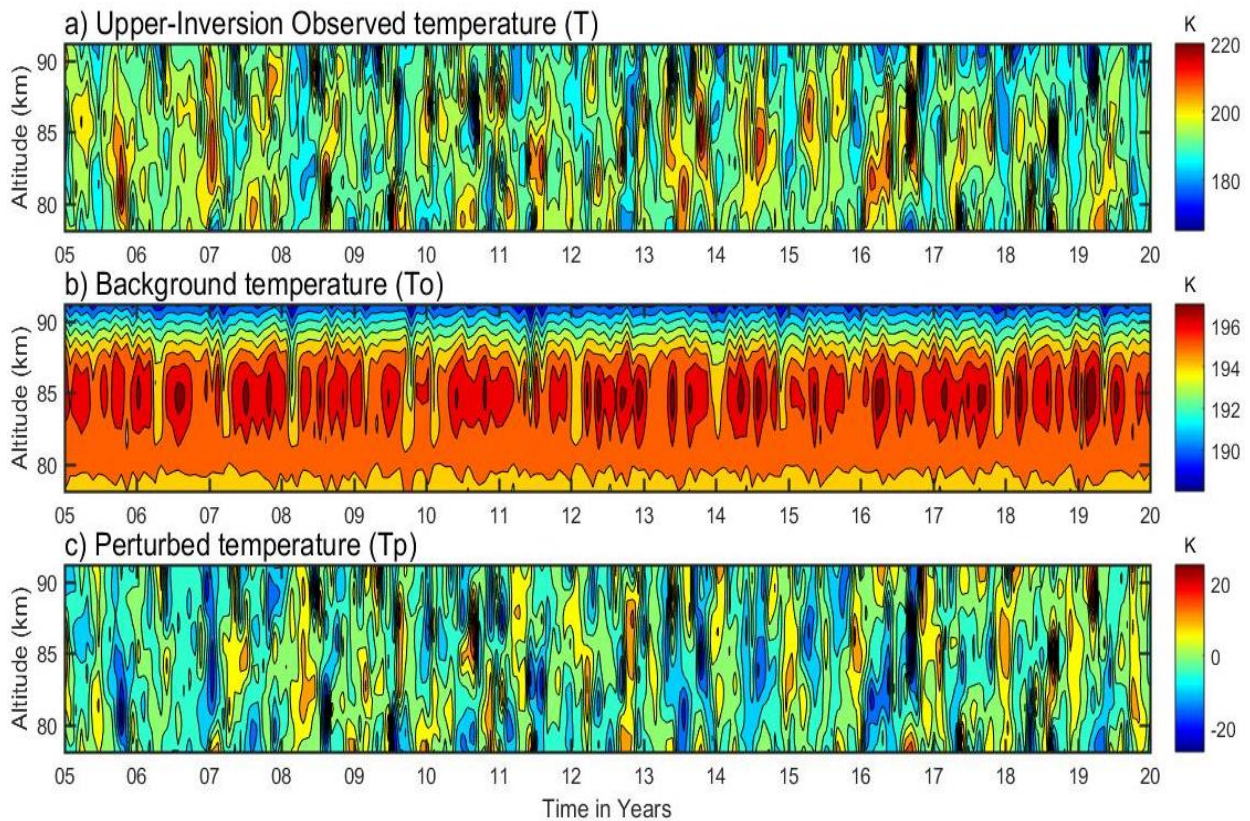 a) Upper-Inversion Observed temperature (T)
K
220
200
180
90
85
80
Altitude (km)
05 06 07 08 09 10 11 12 13 14 15 16 17 18 19 20
b) Background temperature (To)
196
194
192
190
90
85
80
Altitude (km)
05 06 07 08 09 10 11 12 13 14 15 16 17 18 19 20
c) Perturbed temperature (Tp)
K
20
0
-20
90
85
80
Altitude (km)
05 06 07 08 09 10 11 12 13 14 15 16 17 18 19 20
Time in Years